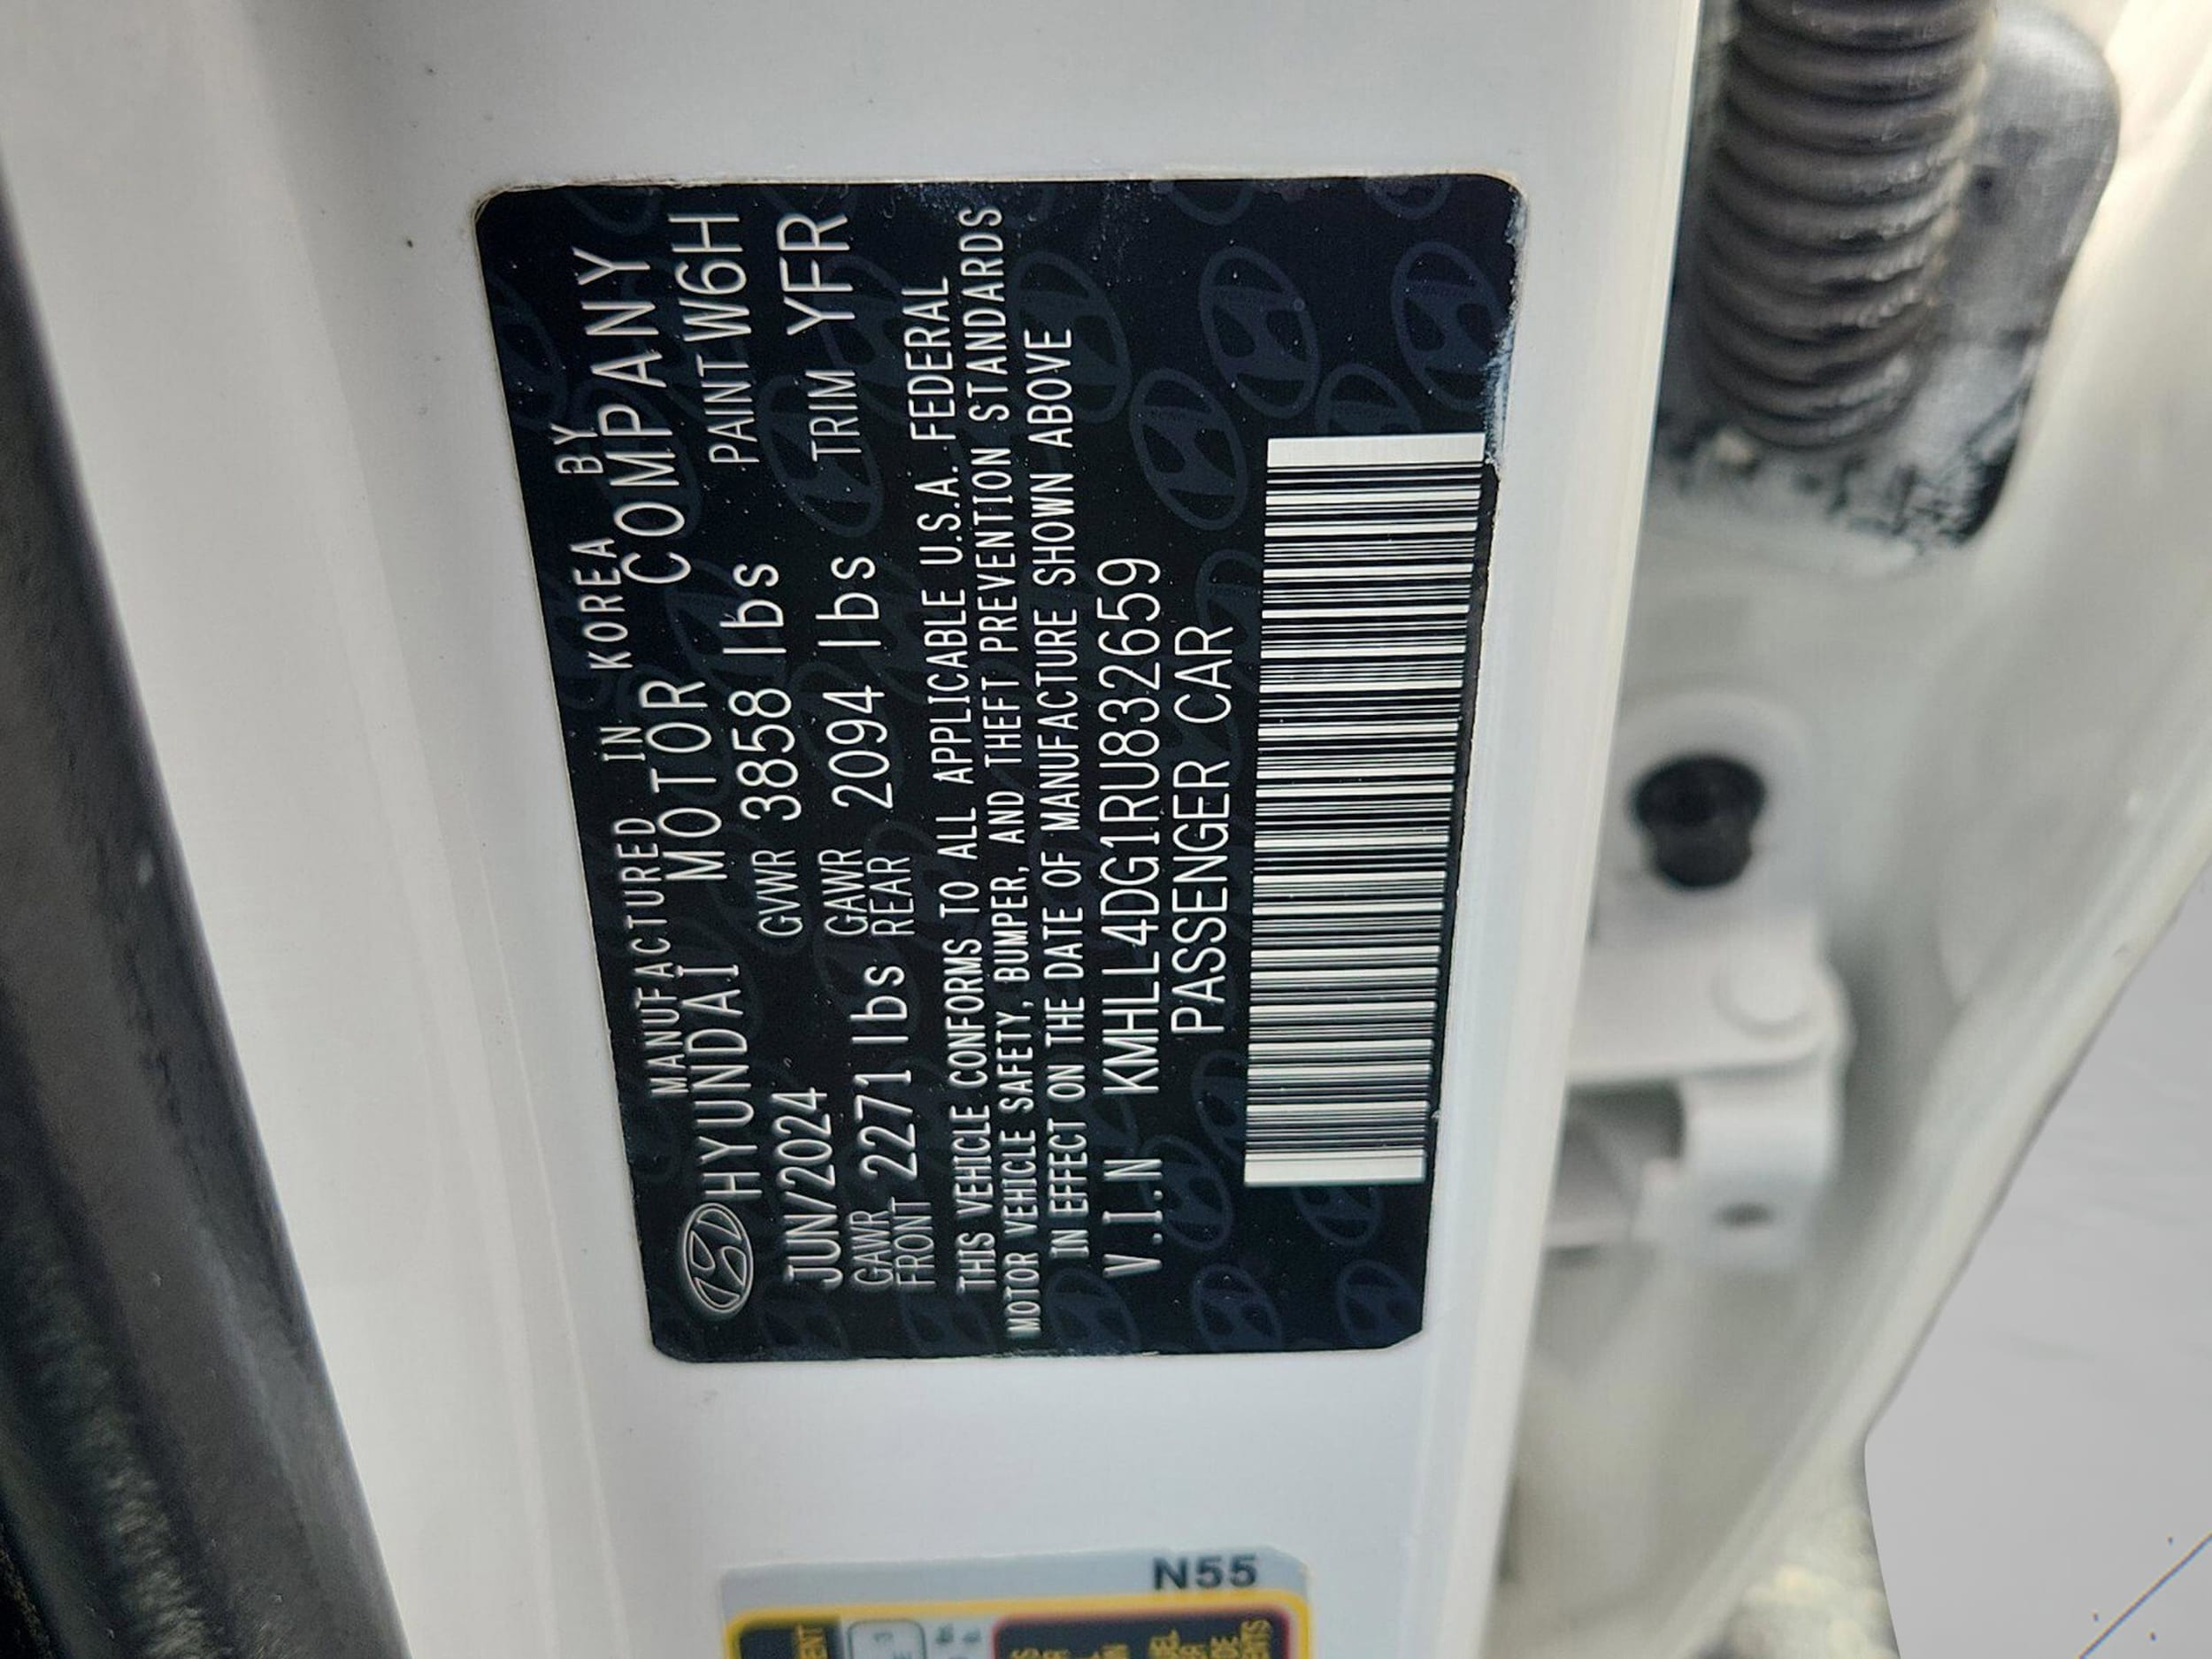 MANUFACTURED IN KOREA BY
HYUNDAI MOTOR COMPANY
JUN/2024 GVWR 3858 lbs PAINT W6H
GAWR FRONT 2271 lbs GAWR REAR 2094 lbs TRIM YFR
THIS VEHICLE CONFORMS TO ALL APPLICABLE U.S.A. FEDERAL
MOTOR VEHICLE SAFETY, BUMPER, AND THEFT PREVENTION STANDARDS
IN EFFECT ON THE DATE OF MANUFACTURE SHOWN ABOVE
V.I.N KMHLL4DG1RU832659
PASSENGER CAR
N55